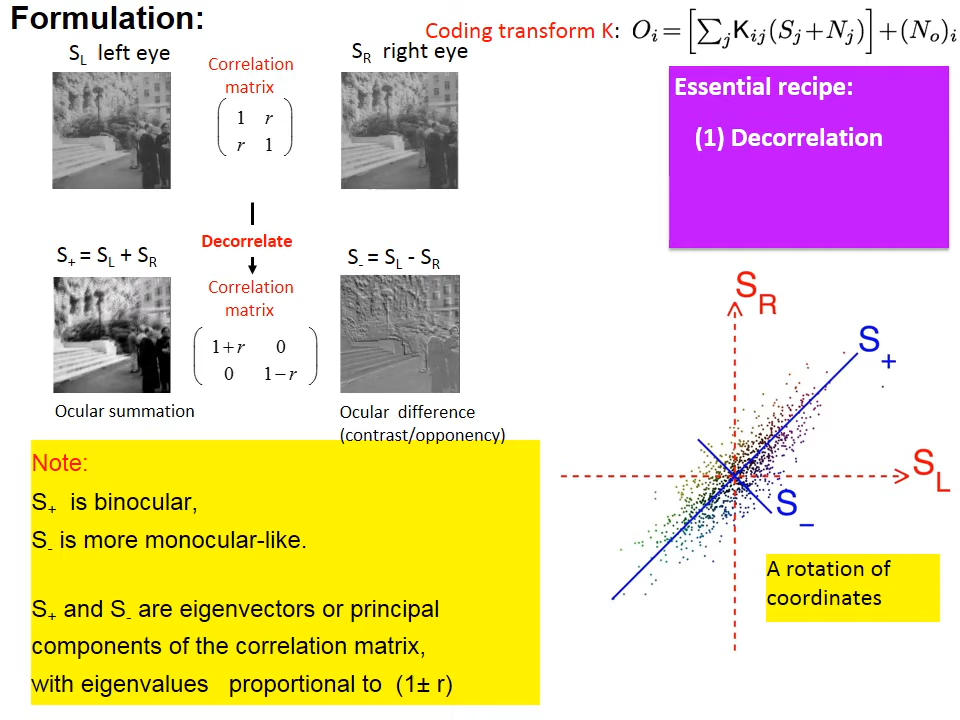 Formulation:
Coding transform K: O_i = [∑_j K_ij (S_j + N_j)] + (N_o)_i
S_L left eye
Correlation
matrix
S_R right eye
1 r
r 1
Essential recipe:
(1) Decorrelation
Decorrelate
S_+ = S_L + S_R
S_- = S_L - S_R
Correlation
matrix
1+r 0
0 1−r
Ocular summation
Ocular difference
(contrast/opponency)
S_R
S_+
S_L
S_−
A rotation of
coordinates
Note:
S_+ is binocular,
S_- is more monocular-like.
S_+ and S_- are eigenvectors or principal
components of the correlation matrix,
with eigenvalues proportional to (1± r)